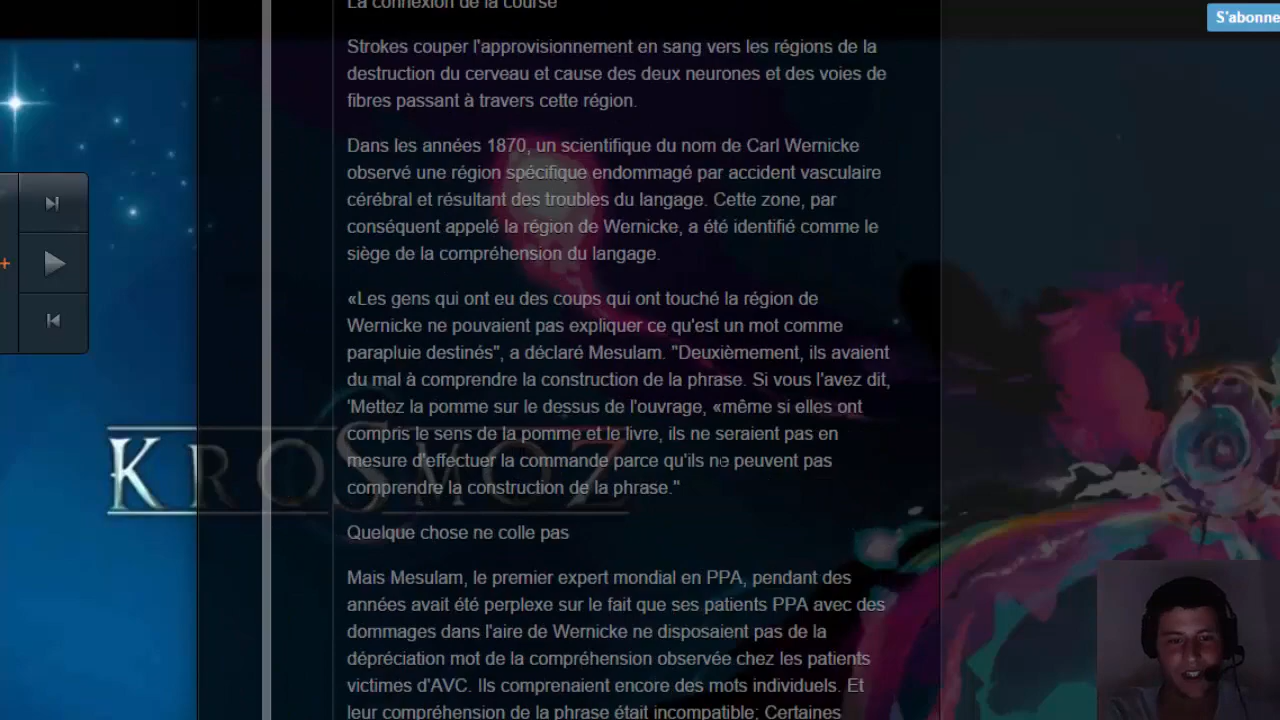 La connexion de la course
S'abonne
Strokes couper l'approvisionnement en sang vers les régions de la
destruction du cerveau et cause des deux neurones et des voies de
fibres passant à travers cette région.
Dans les années 1870, un scientifique du nom de Carl Wernicke
observé une région spécifique endommagé par accident vasculaire
cérébral et résultant des troubles du langage. Cette zone, par
conséquent appelé la région de Wernicke, a été identifié comme le
siège de la compréhension du langage.
«Les gens qui ont eu des coups qui ont touché la région de
Wernicke ne pouvaient pas expliquer ce qu'est un mot comme
parapluie destinés", a déclaré Mesulam. "Deuxièmement, ils avaient
du mal à comprendre la construction de la phrase. Si vous l'avez dit,
'Mettez la pomme sur le dessus de l'ouvrage, «même si elles ont
compris le sens de la pomme et le livre, ils ne seraient pas en
mesure d'effectuer la commande parce qu'ils ne peuvent pas
comprendre la construction de la phrase."
KROSMOZ
Quelque chose ne colle pas
Mais Mesulam, le premier expert mondial en PPA, pendant des
années avait été perplexe sur le fait que ses patients PPA avec des
dommages dans l'aire de Wernicke ne disposaient pas de la
dépréciation mot de la compréhension observée chez les patients
victimes d'AVC. Ils comprenaient encore des mots individuels. Et
leur compréhension de la phrase était incompatible; Certaines